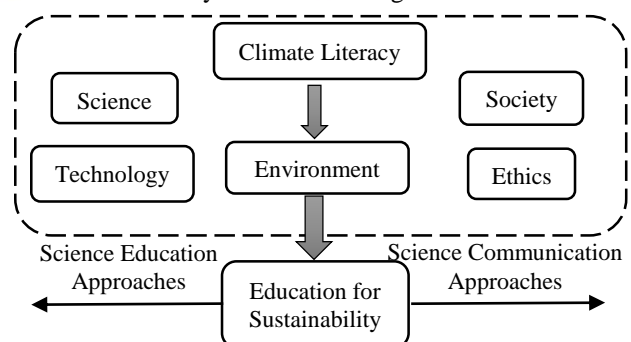 Climate Literacy
Science
Society
Technology
Environment
Ethics
Science Education
Approaches
Science Communication
Approaches
Education for
Sustainability